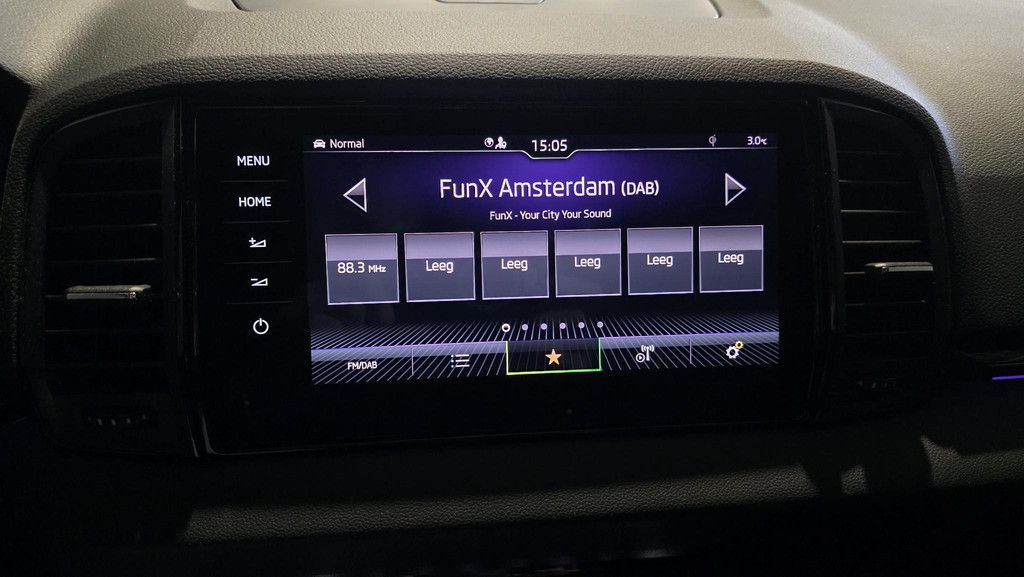 MENU
HOME
Normal
15:05
3.0°C
FunX Amsterdam (DAB)
FunX - Your City Your Sound
88.3 MHz
Leeg
Leeg
Leeg
Leeg
Leeg
FM/DAB